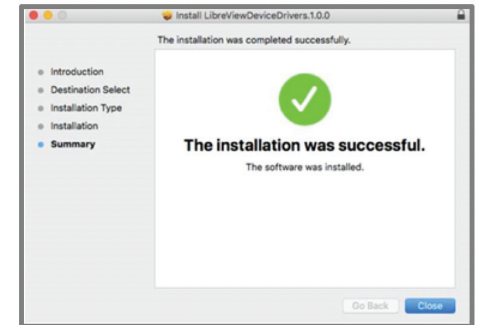 Install LibreViewDeviceDrivers.1.0.0
The installation was completed successfully.
Introduction
Destination Select
Installation Type
Installation
Summary
The installation was successful.
The software was installed.
Go Back
Close